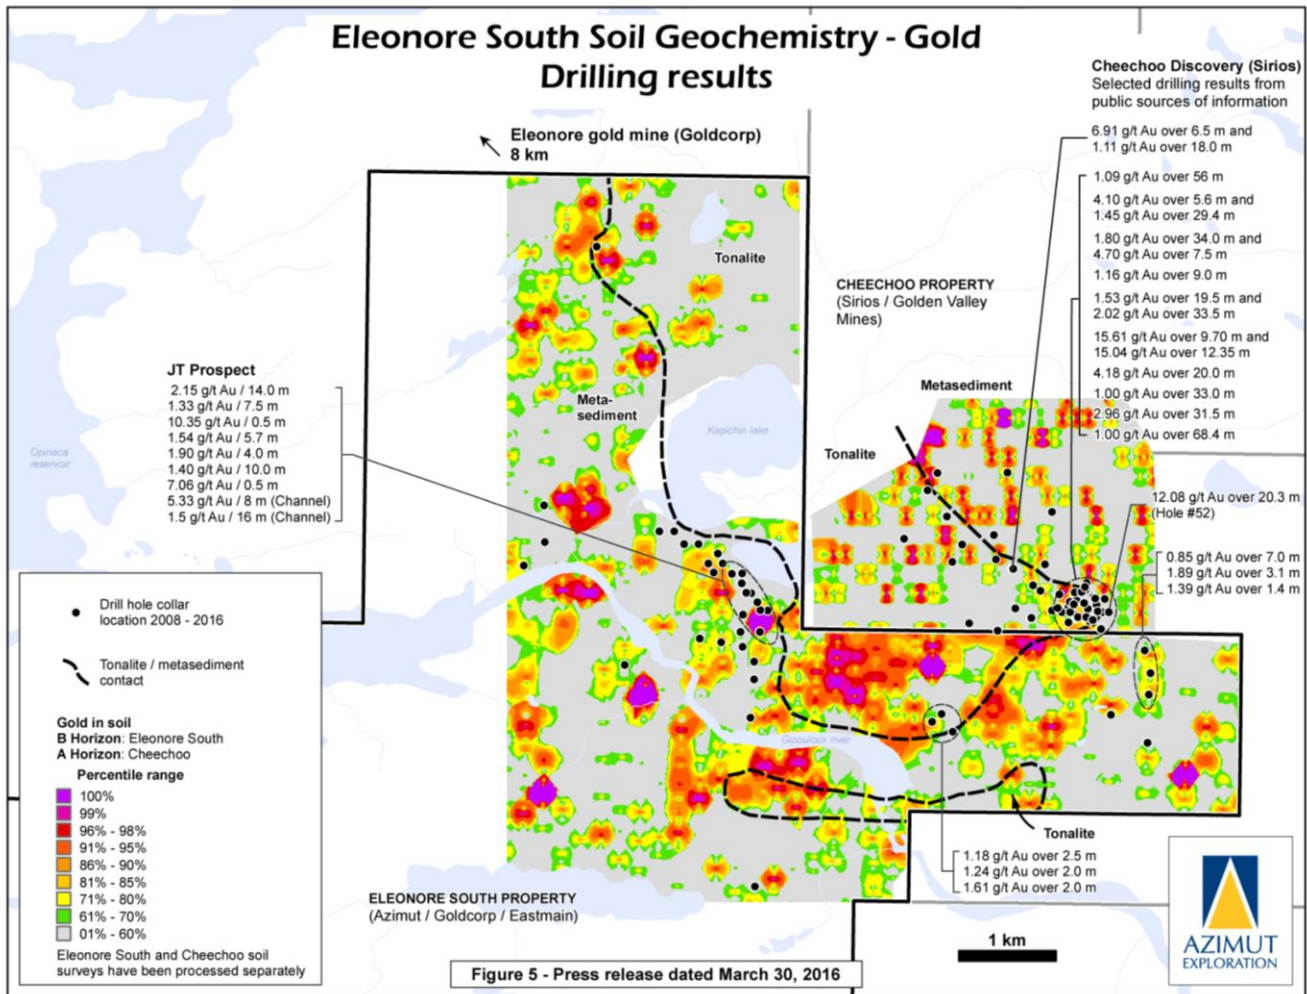 Eleonore South Soil Geochemistry - Gold
Drilling results
Cheechoo Discovery (Sirios)
Selected drilling results from
public sources of information
6.91 g/t Au over 6.5 m and
1.11 g/t Au over 18.0 m
1.09 g/t Au over 56 m
4.10 g/t Au over 5.6 m and
1.45 g/t Au over 29.4 m
1.80 g/t Au over 34.0 m and
4.70 g/t Au over 7.5 m
1.16 g/t Au over 9.0 m
1.53 g/t Au over 19.5 m and
2.02 g/t Au over 33.5 m
15.61 g/t Au over 9.70 m and
15.04 g/t Au over 12.35 m
4.18 g/t Au over 20.0 m
1.00 g/t Au over 33.0 m
2.96 g/t Au over 31.5 m
1.00 g/t Au over 68.4 m
12.08 g/t Au over 20.3 m
(Hole #52)
0.85 g/t Au over 7.0 m
1.89 g/t Au over 3.1 m
1.39 g/t Au over 1.4 m
Eleonore gold mine (Goldcorp)
8 km
Tonalite
CHEECHOO PROPERTY
(Sirios / Golden Valley
Mines)
Metasediment
Tonalite
Meta-
sediment
Kapichin lake
Opinaca
reservoir
JT Prospect
2.15 g/t Au / 14.0 m
1.33 g/t Au / 7.5 m
10.35 g/t Au / 0.5 m
1.54 g/t Au / 5.7 m
1.90 g/t Au / 4.0 m
1.40 g/t Au / 10.0 m
7.06 g/t Au / 0.5 m
5.33 g/t Au / 8 m (Channel)
1.5 g/t Au / 16 m (Channel)
Drill hole collar
location 2008 - 2016
Tonalite / metasediment
contact
Gold in soil
B Horizon: Eleonore South
A Horizon: Cheechoo
Percentile range
100%
99%
96% - 98%
91% - 95%
86% - 90%
81% - 85%
71% - 80%
61% - 70%
01% - 60%
Eleonore South and Cheechoo soil
surveys have been processed separately
Gipouloux river
Tonalite
1.18 g/t Au over 2.5 m
1.24 g/t Au over 2.0 m
1.61 g/t Au over 2.0 m
ELEONORE SOUTH PROPERTY
(Azimut / Goldcorp / Eastmain)
1 km
Figure 5 - Press release dated March 30, 2016
AZIMUT
EXPLORATION